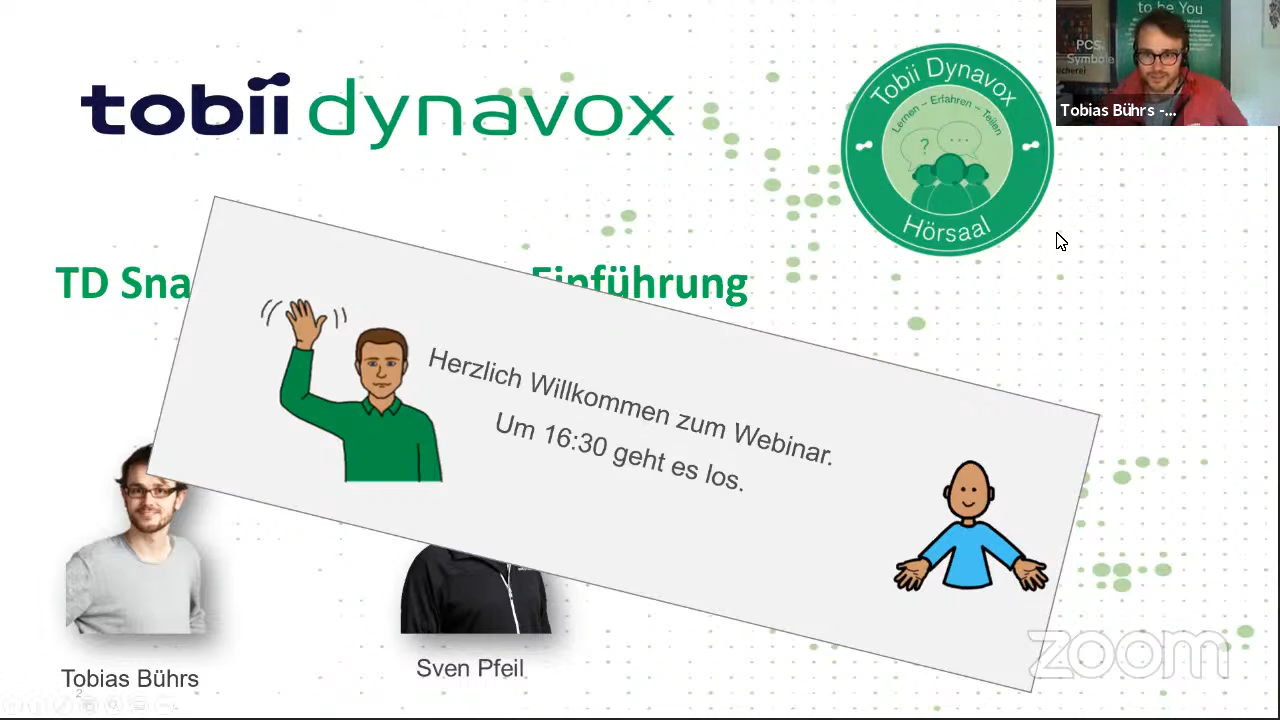 tobii dynavox
Tobii Dynavox
Lernen – Erfahren – Teilen
?
...
Hörsaal
to be You
PCS
Symbole
Tobias Bührs -...
TD Sna
Einführung
Herzlich Willkommen zum Webinar.
Um 16:30 geht es los.
Tobias Bührs
Sven Pfeil
2
zoom